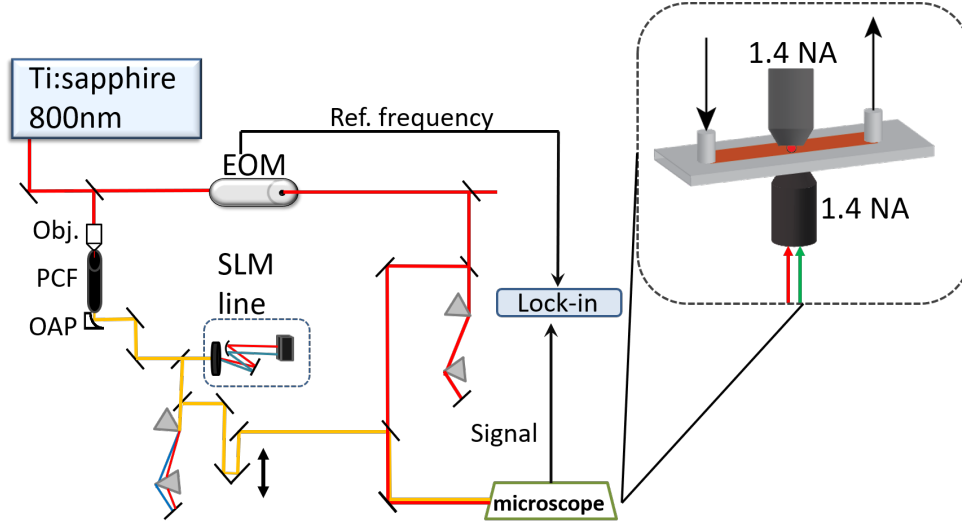 Ti:sapphire
800nm
Ref. frequency
EOM
Obj.
PCF
OAP
SLM
line
Lock-in
Signal
microscope
1.4 NA
1.4 NA